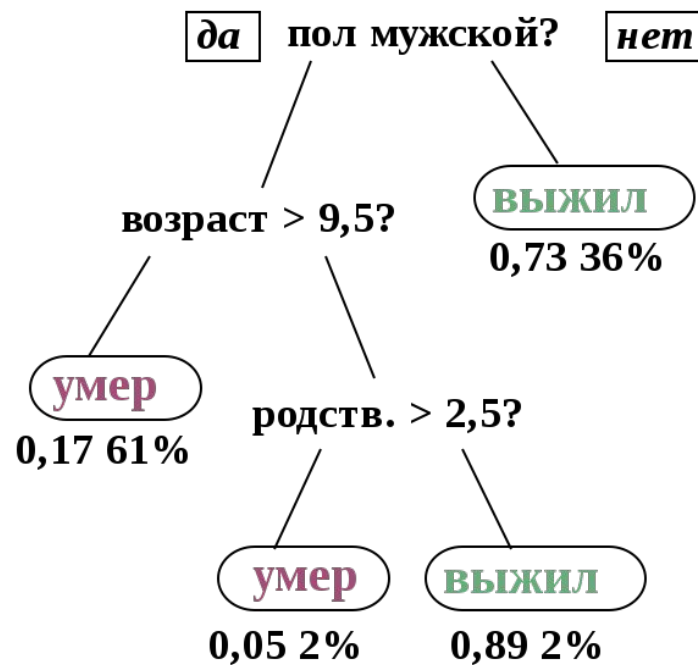 да пол мужской? нет
выжил
возраст > 9,5?
0,73 36%
умер
родств. > 2,5?
0,17 61%
умер выжил
0,05 2% 0,89 2%